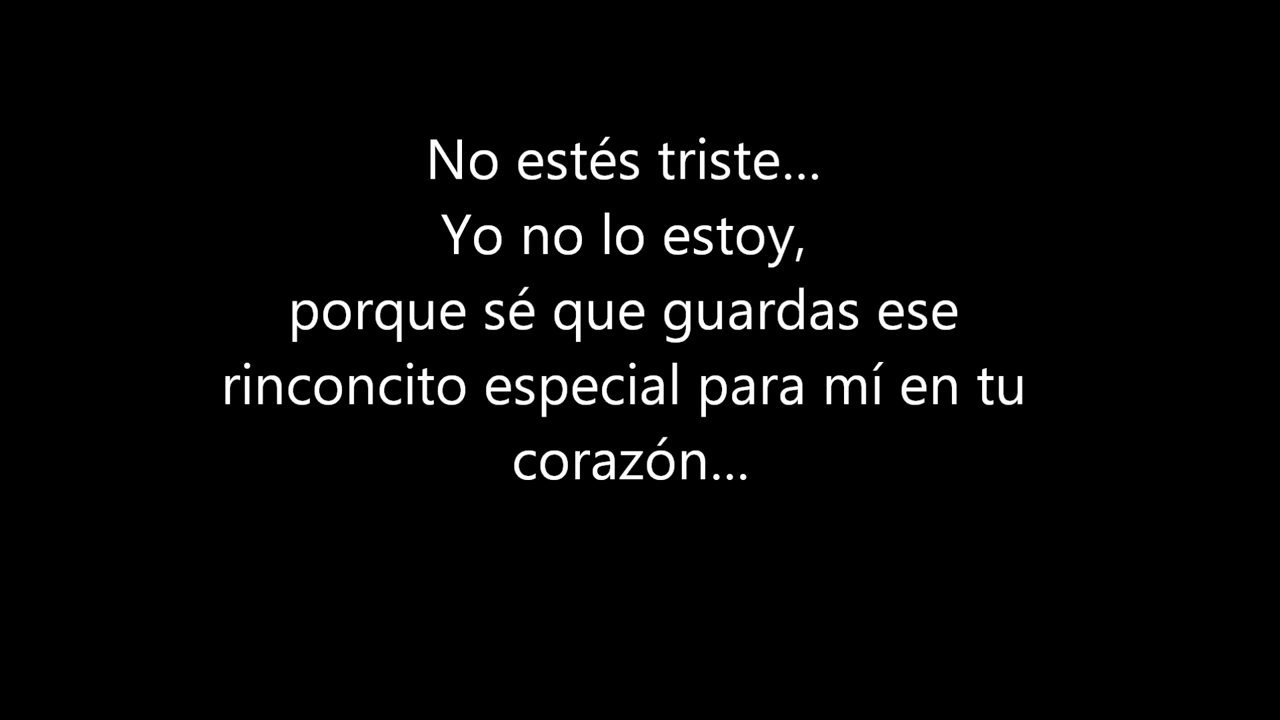 No estés triste...
Yo no lo estoy,
porque sé que guardas ese
rinconcito especial para mí en tu
corazón...